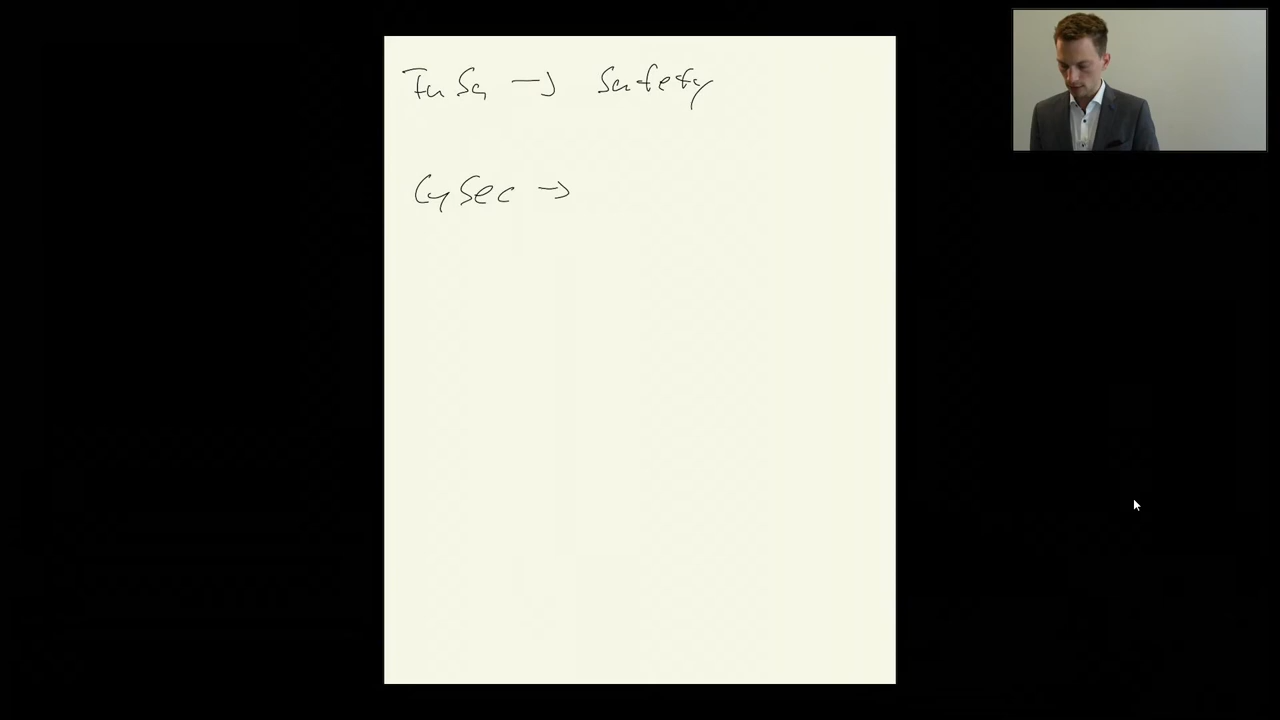 FuSa → Safety
CySec →